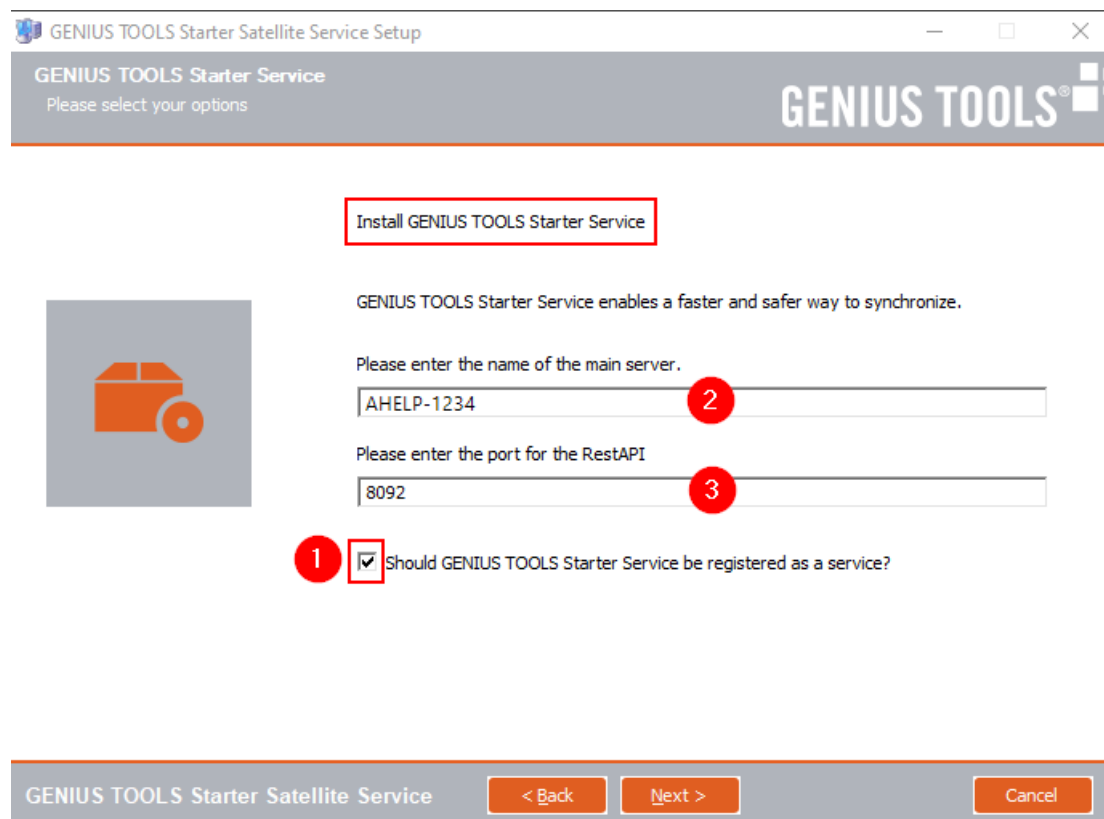 GENIUS TOOLS Starter Satellite Service Setup
GENIUS TOOLS Starter Service
Please select your options
GENIUS TOOLS®
Install GENIUS TOOLS Starter Service
GENIUS TOOLS Starter Service enables a faster and safer way to synchronize.
Please enter the name of the main server.
AHELP-1234
2
Please enter the port for the RestAPI
8092
3
1
Should GENIUS TOOLS Starter Service be registered as a service?
GENIUS TOOLS Starter Satellite Service
< Back
Next >
Cancel